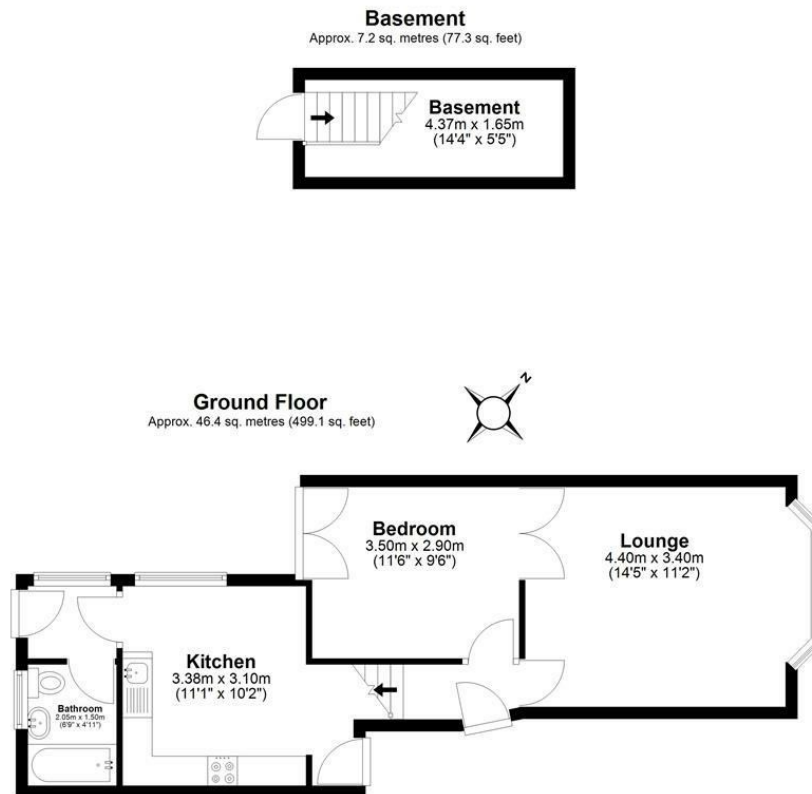 Basement
Approx. 7.2 sq. metres (77.3 sq. feet)
Basement
4.37m x 1.65m
(14'4" x 5'5")
Ground Floor
Approx. 46.4 sq. metres (499.1 sq. feet)
N
Bedroom
3.50m x 2.90m
(11'6" x 9'6")
Lounge
4.40m x 3.40m
(14'5" x 11'2")
Kitchen
3.38m x 3.10m
(11'1" x 10'2")
Bathroom
2.05m x 1.50m
(6'9" x 4'11")